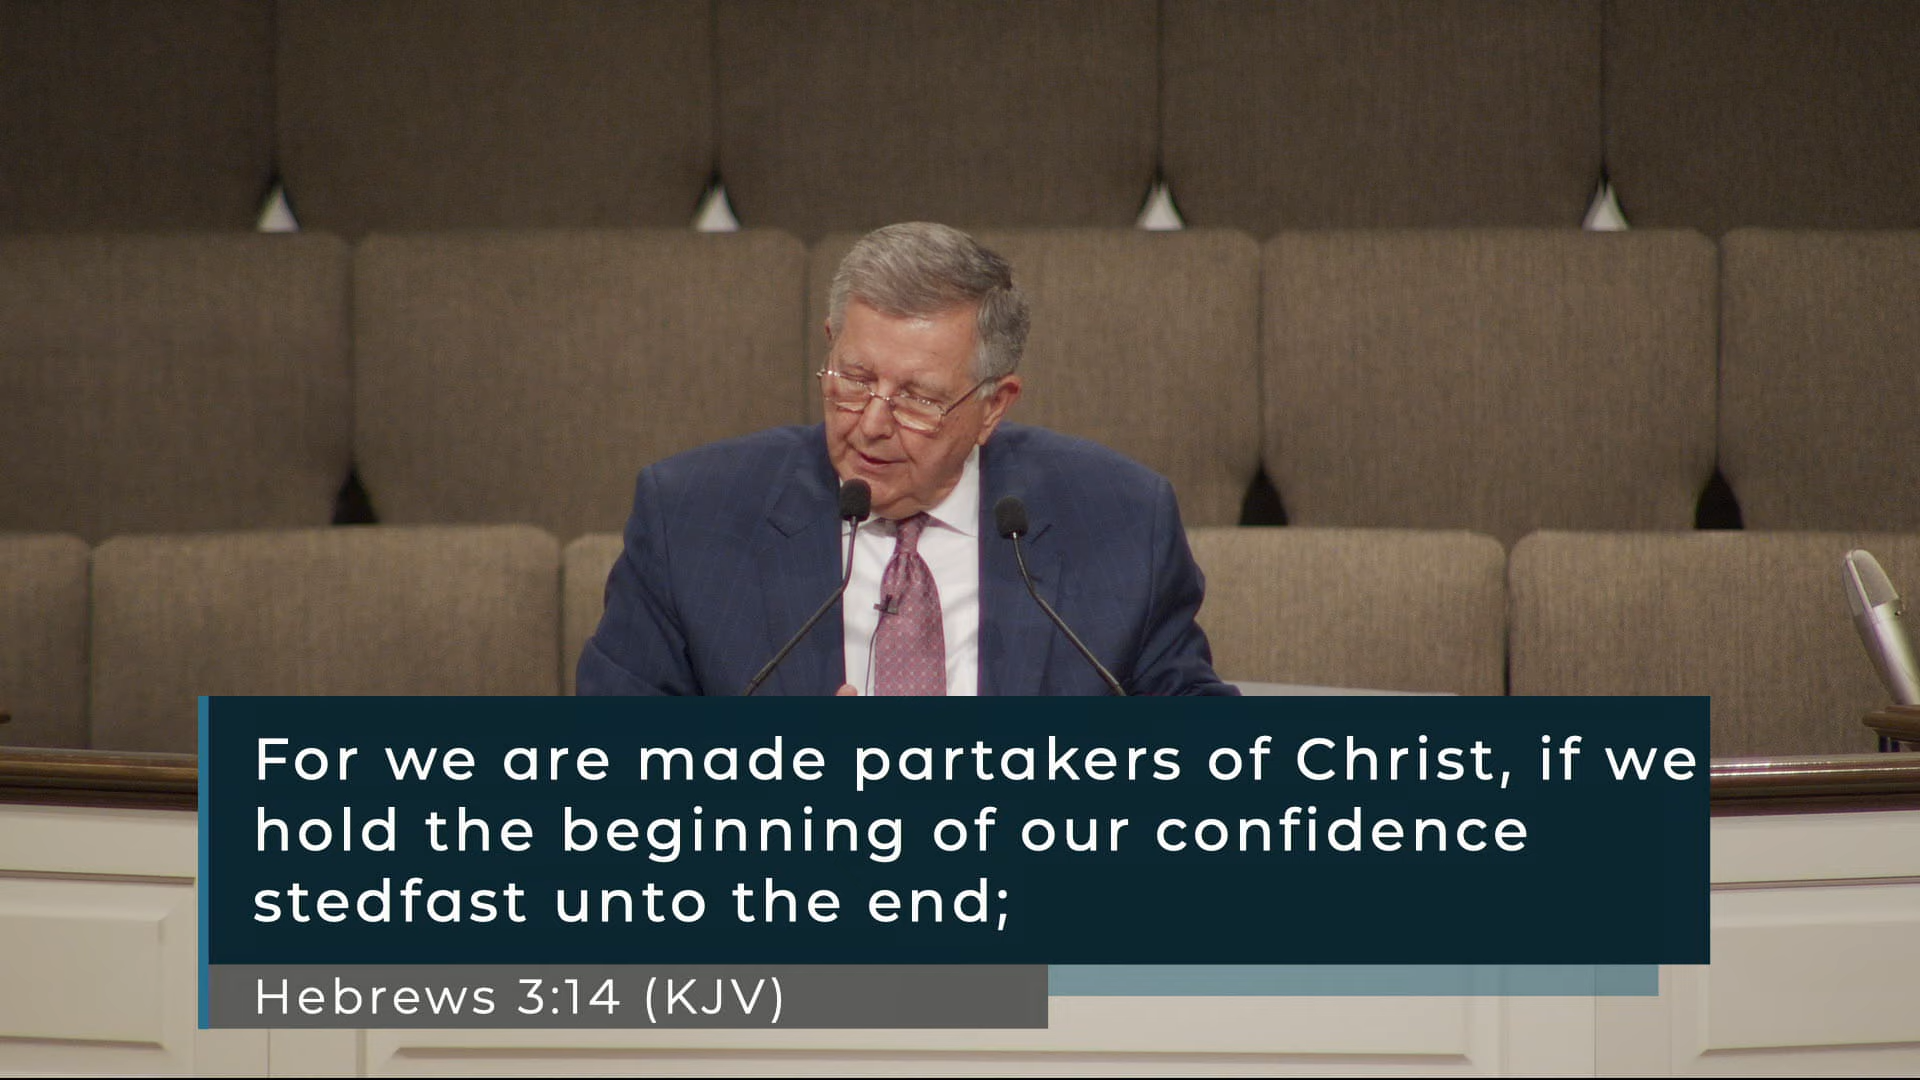 For we are made partakers of Christ, if we
hold the beginning of our confidence
stedfast unto the end;
Hebrews 3:14 (KJV)